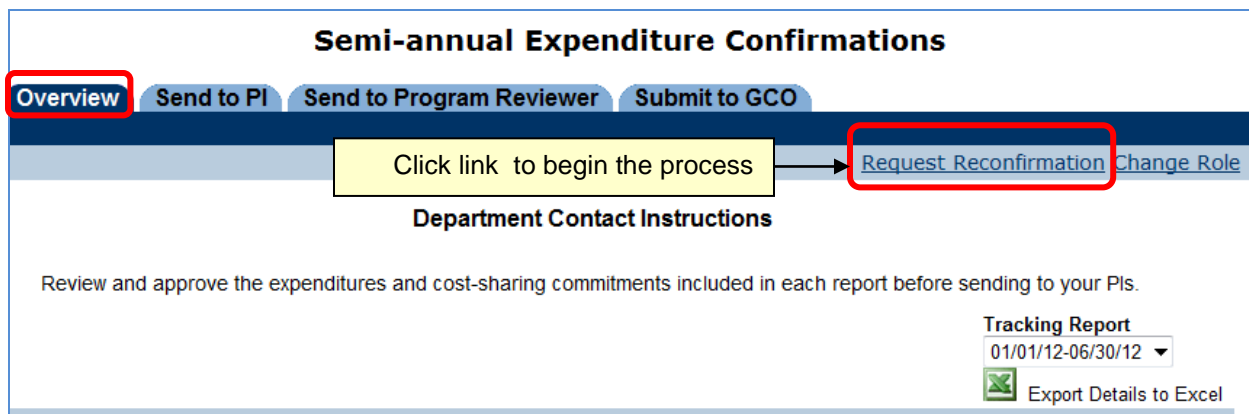 Semi-annual Expenditure Confirmations
Overview Send to PI Send to Program Reviewer Submit to GCO
Click link to begin the process Request Reconfirmation Change Role
Department Contact Instructions
Review and approve the expenditures and cost-sharing commitments included in each report before sending to your PIs.
Tracking Report
01/01/12-06/30/12
Export Details to Excel